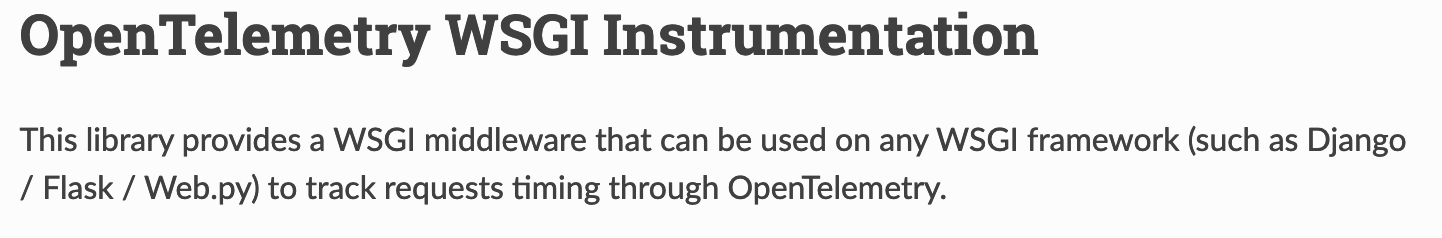 OpenTelemetry WSGI Instrumentation
This library provides a WSGI middleware that can be used on any WSGI framework (such as Django
/ Flask / Web.py) to track requests timing through OpenTelemetry.